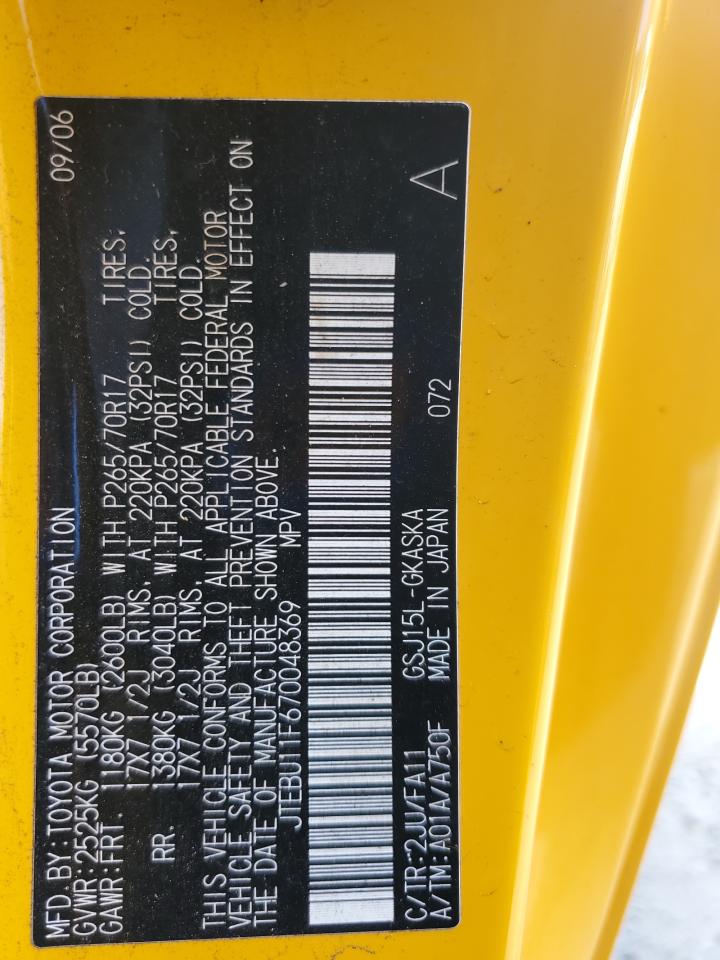 MFD. BY: TOYOTA MOTOR CORPORATION 09/06
GVWR: 2525KG (5570LB)
GAWR: FRT. 1180KG (2600LB) WITH P265/70R17 TIRES,
17X7 1/2J RIMS, AT 220KPA (32PSI) COLD.
RR. 1380KG (3040LB) WITH P265/70R17 TIRES,
17X7 1/2J RIMS, AT 220KPA (32PSI) COLD.
THIS VEHICLE CONFORMS TO ALL APPLICABLE FEDERAL MOTOR
VEHICLE SAFETY AND THEFT PREVENTION STANDARDS IN EFFECT ON
THE DATE OF MANUFACTURE SHOWN ABOVE.
JTEBU11F670048369 MPV
C/TR: 2JU/FA11 GSJ15L-GKASKA 072 A
A/TM: A01A/A750F MADE IN JAPAN